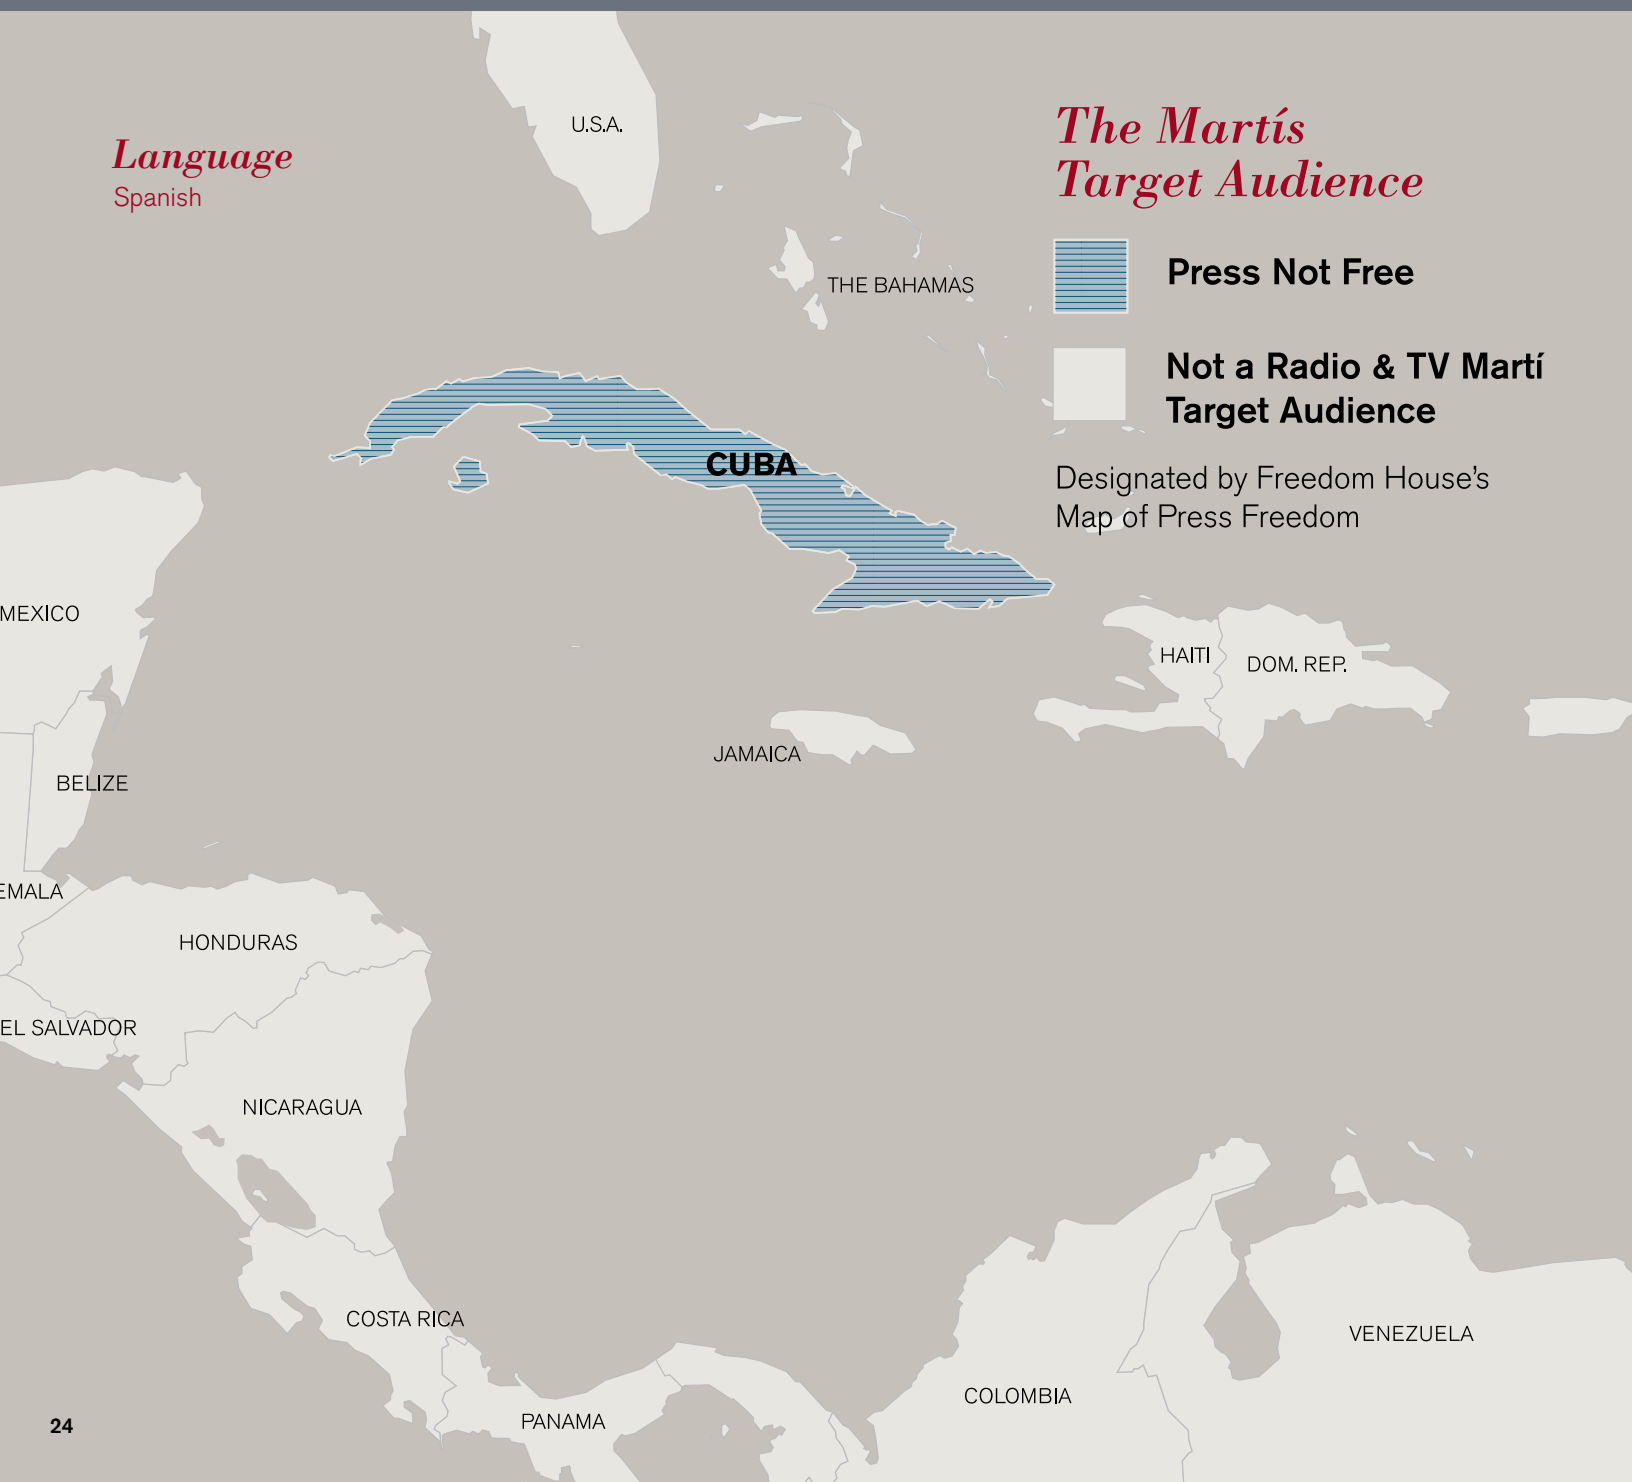 Language
Spanish
The Martís
Target Audience
Press Not Free
Not a Radio & TV Martí
Target Audience
Designated by Freedom House’s
Map of Press Freedom
U.S.A.
THE BAHAMAS
CUBA
MEXICO
HAITI
DOM. REP.
JAMAICA
BELIZE
EMALA
HONDURAS
EL SALVADOR
NICARAGUA
COSTA RICA
VENEZUELA
COLOMBIA
PANAMA
24